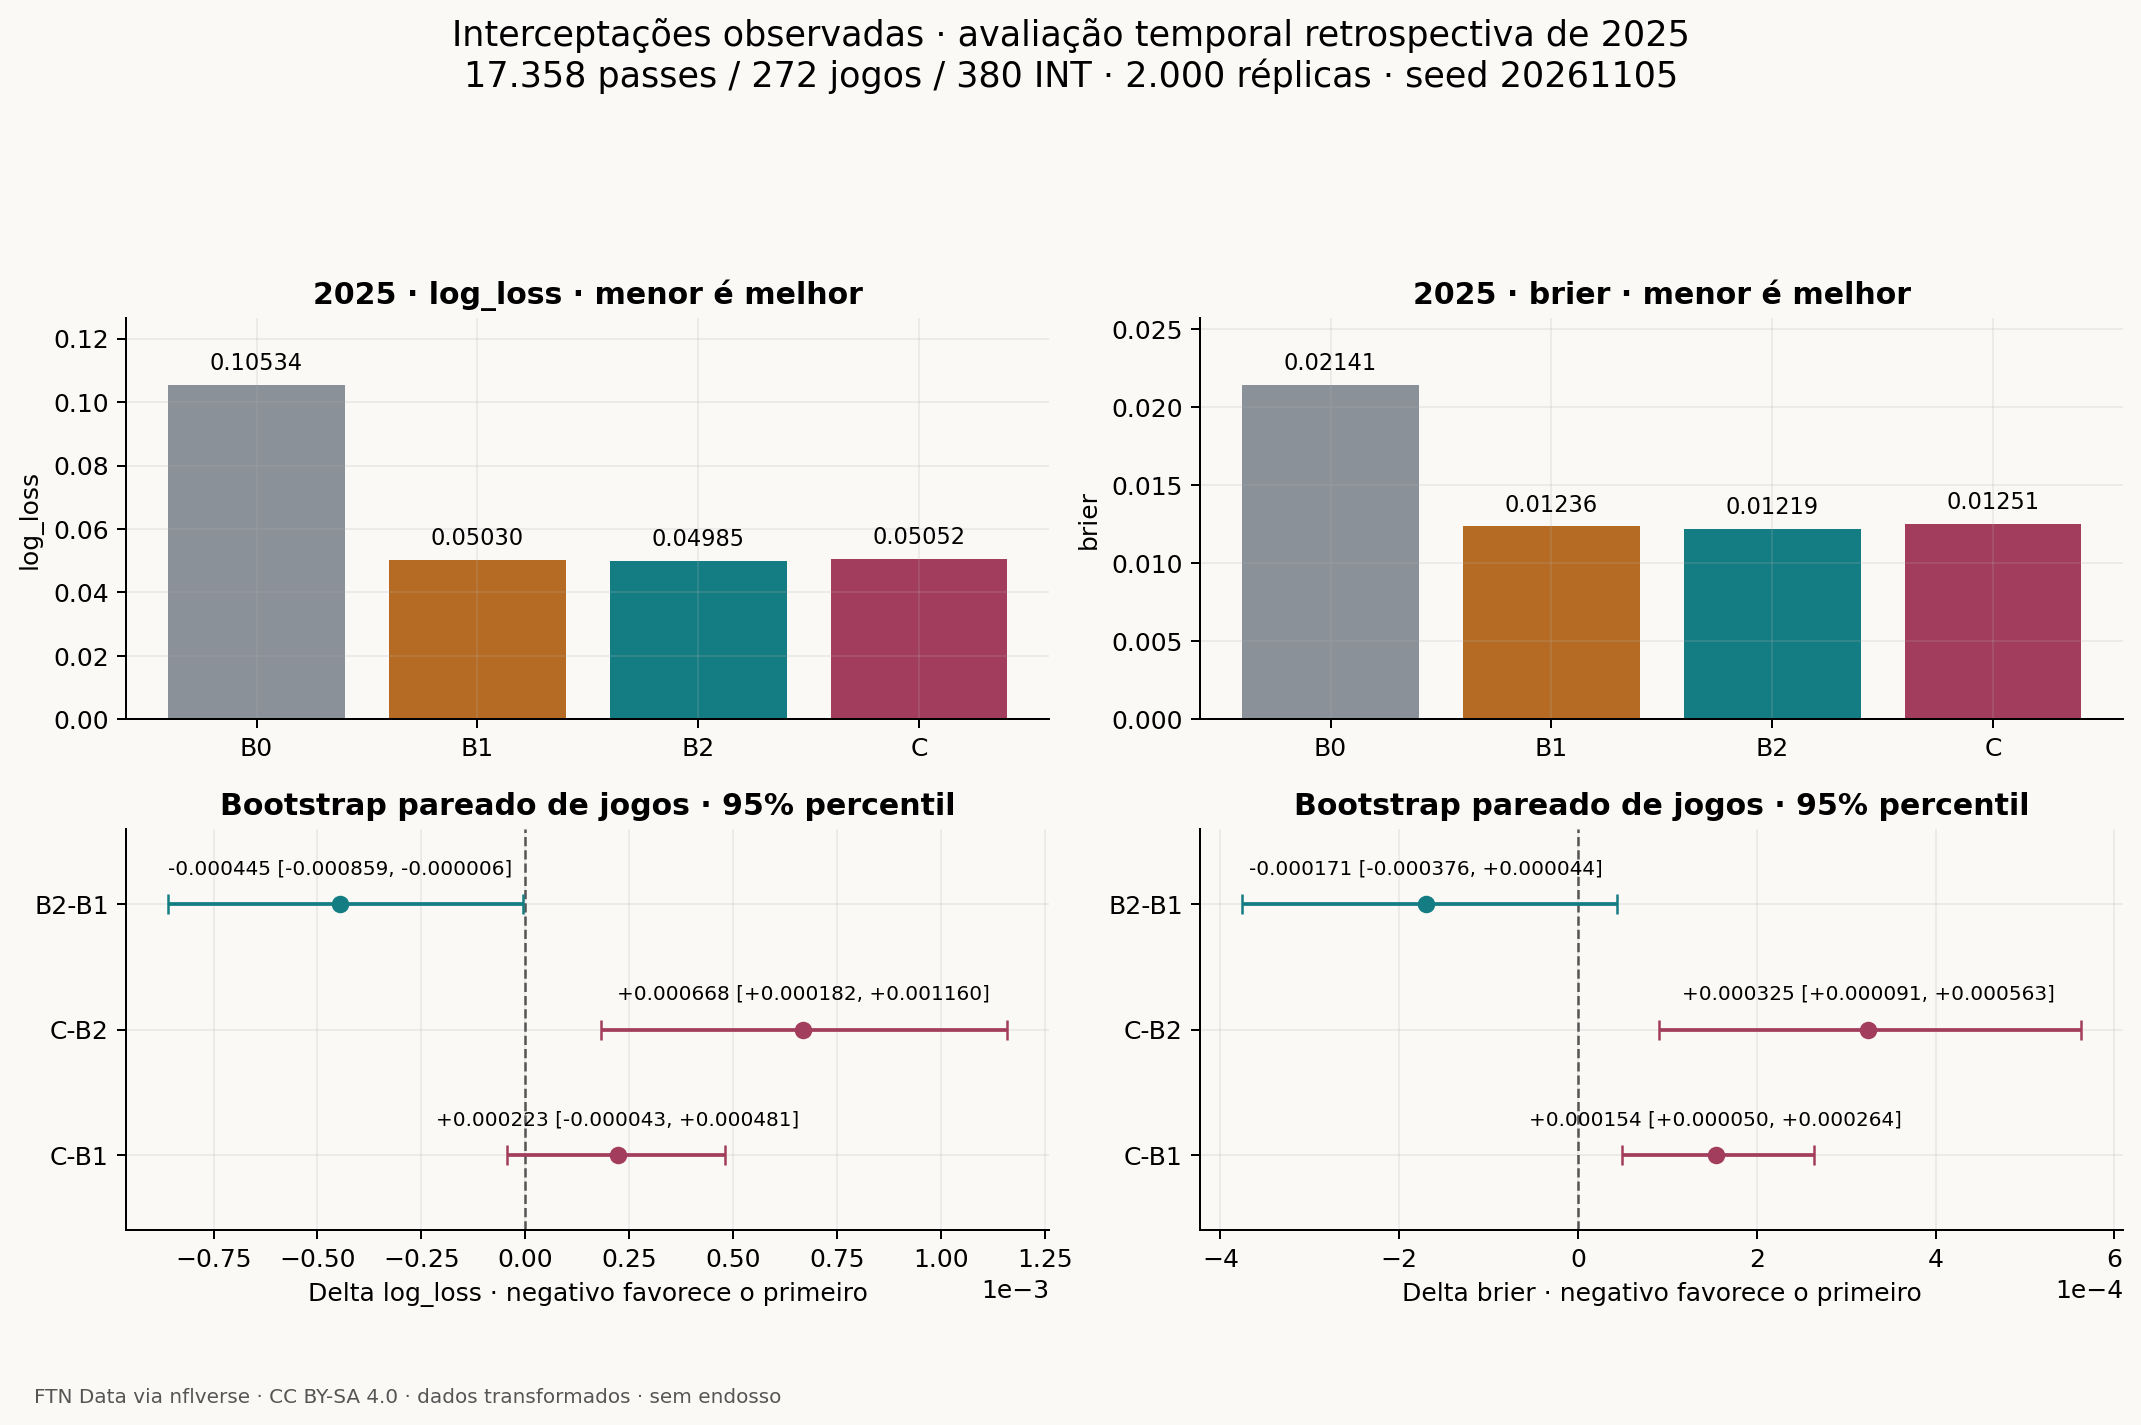 Interceptações observadas · avaliação temporal retrospectiva de 2025
17.358 passes / 272 jogos / 380 INT · 2.000 réplicas · seed 20261105
2025 · log_loss · menor é melhor
log_loss
0.12
0.10
0.08
0.06
0.04
0.02
0.00
0.10534
0.05030
0.04985
0.05052
B0
B1
B2
C
2025 · brier · menor é melhor
brier
0.025
0.020
0.015
0.010
0.005
0.000
0.02141
0.01236
0.01219
0.01251
B0
B1
B2
C
Bootstrap pareado de jogos · 95% percentil
B2-B1
C-B2
C-B1
-0.000445 [-0.000859, -0.000006]
+0.000668 [+0.000182, +0.001160]
+0.000223 [-0.000043, +0.000481]
−0.75
−0.50
−0.25
0.00
0.25
0.50
0.75
1.00
1.25
1e−3
Delta log_loss · negativo favorece o primeiro
Bootstrap pareado de jogos · 95% percentil
B2-B1
C-B2
C-B1
-0.000171 [-0.000376, +0.000044]
+0.000325 [+0.000091, +0.000563]
+0.000154 [+0.000050, +0.000264]
−4
−2
0
2
4
6
1e−4
Delta brier · negativo favorece o primeiro
FTN Data via nflverse · CC BY-SA 4.0 · dados transformados · sem endosso